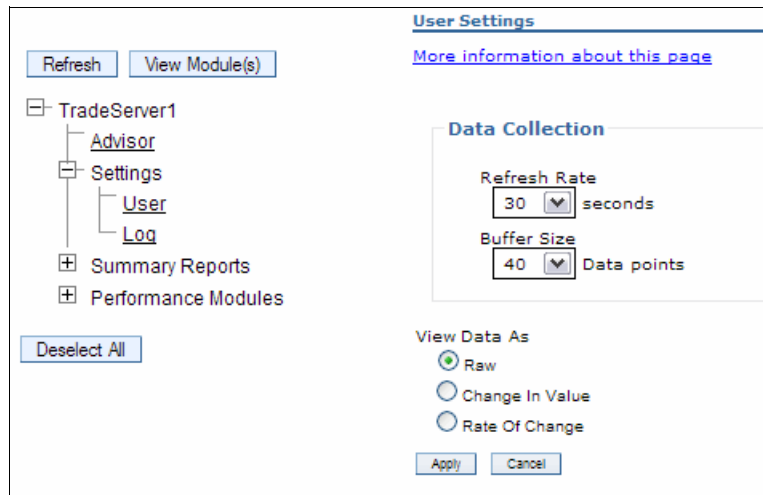 Refresh
View Module(s)
TradeServer1
Advisor
Settings
User
Log
Summary Reports
Performance Modules
Deselect All
User Settings
More information about this page
Data Collection
Refresh Rate
30 seconds
Buffer Size
40 Data points
View Data As
Raw
Change In Value
Rate Of Change
Apply
Cancel